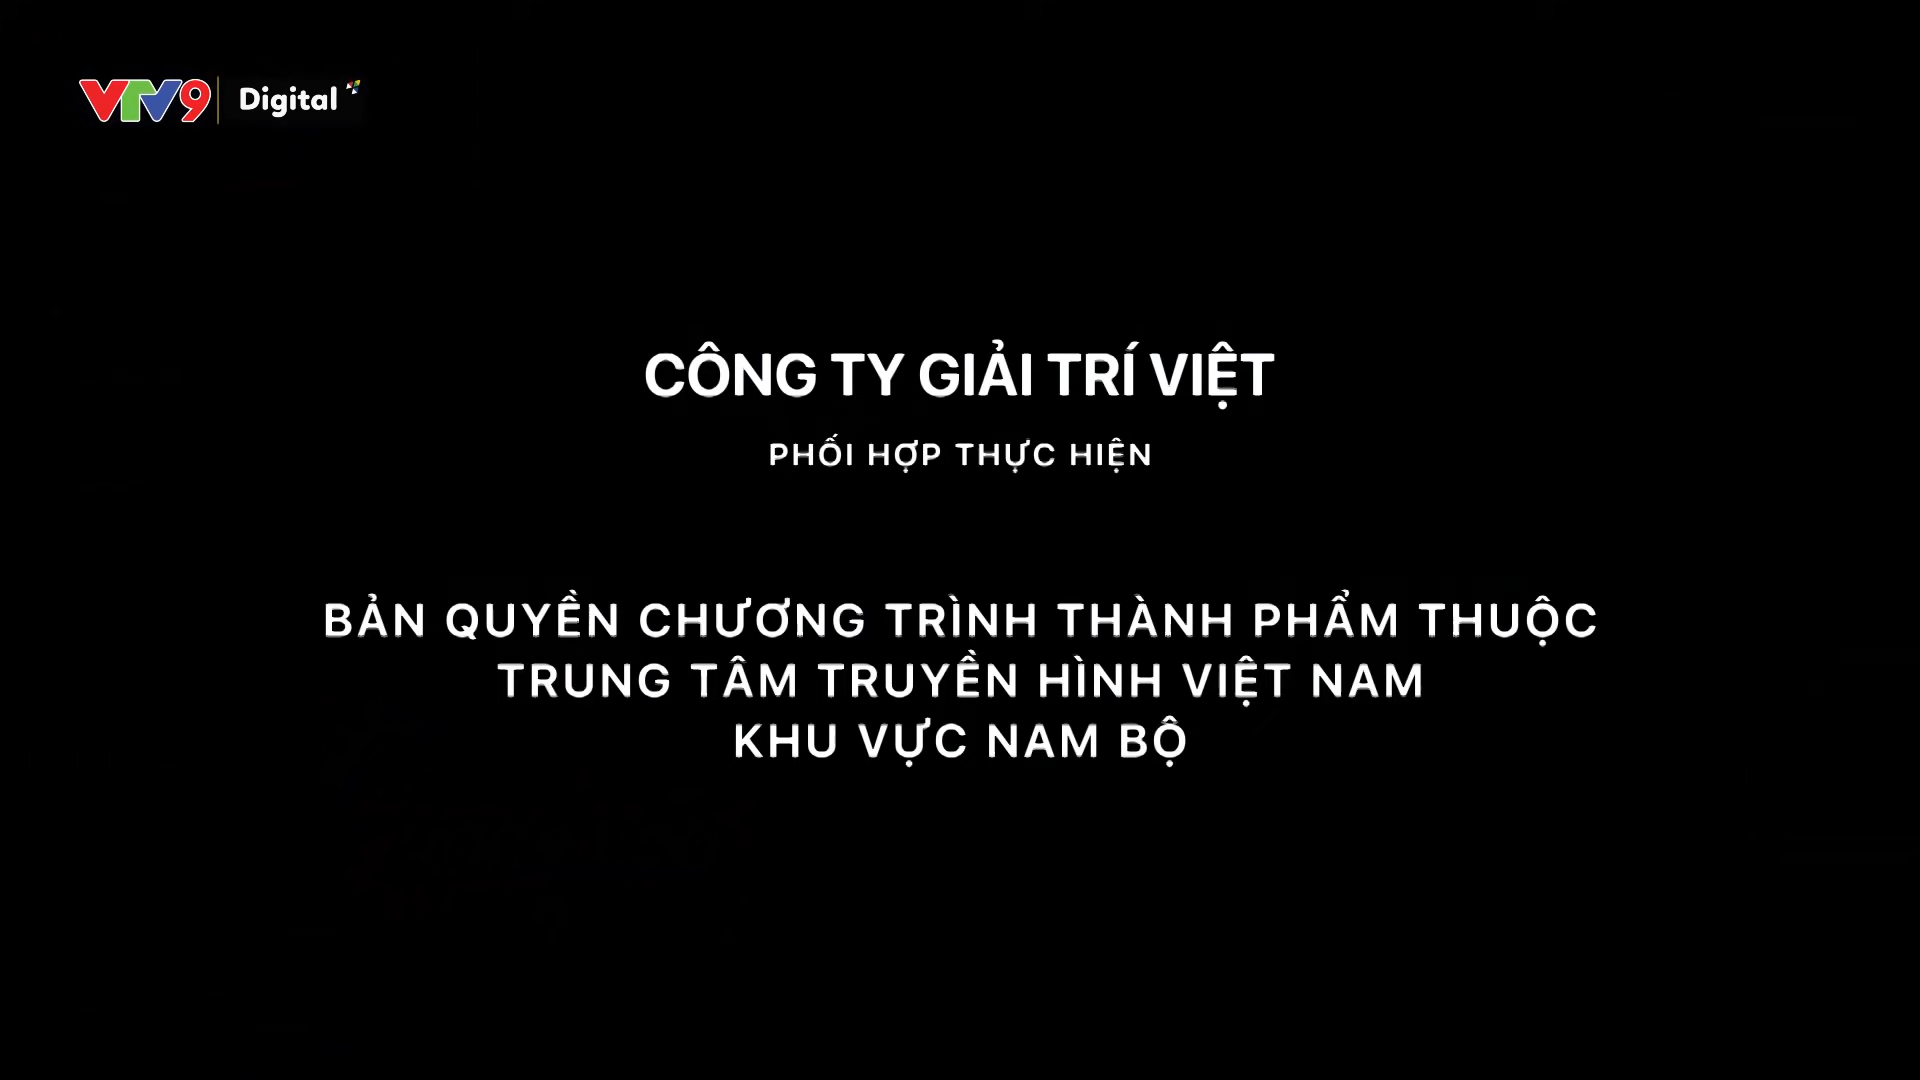 VTV9 Digital
CÔNG TY GIẢI TRÍ VIỆT
PHỐI HỢP THỰC HIỆN
BẢN QUYỀN CHƯƠNG TRÌNH THÀNH PHẨM THUỘC
TRUNG TÂM TRUYỀN HÌNH VIỆT NAM
KHU VỰC NAM BỘ